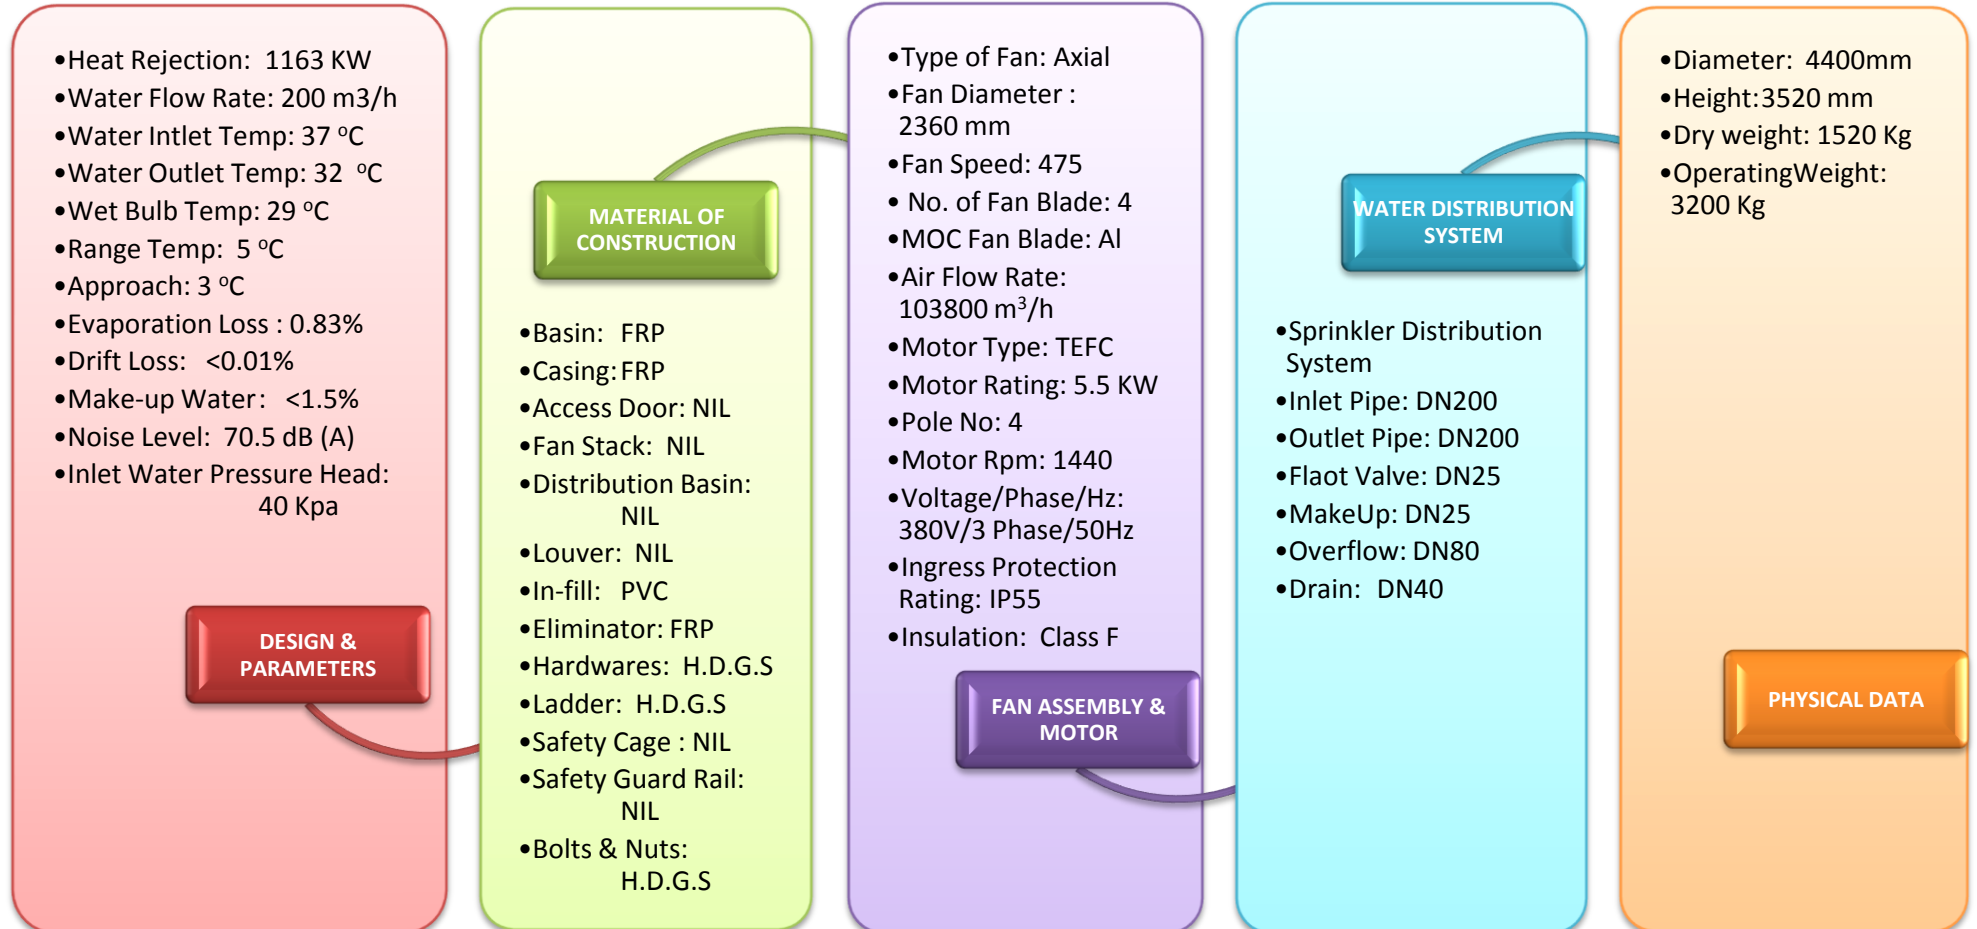 •Heat Rejection: 1163 KW
•Water Flow Rate: 200 m3/h
•Water Intlet Temp: 37 ºC
•Water Outlet Temp: 32 ºC
•Wet Bulb Temp: 29 ºC
•Range Temp: 5 ºC
•Approach: 3 ºC
•Evaporation Loss : 0.83%
•Drift Loss: <0.01%
•Make-up Water: <1.5%
•Noise Level: 70.5 dB (A)
•Inlet Water Pressure Head:
40 Kpa
DESIGN &
PARAMETERS
MATERIAL OF
CONSTRUCTION
•Basin: FRP
•Casing: FRP
•Access Door: NIL
•Fan Stack: NIL
•Distribution Basin:
NIL
•Louver: NIL
•In-fill: PVC
•Eliminator: FRP
•Hardwares: H.D.G.S
•Ladder: H.D.G.S
•Safety Cage : NIL
•Safety Guard Rail:
NIL
•Bolts & Nuts:
H.D.G.S
•Type of Fan: Axial
•Fan Diameter :
2360 mm
•Fan Speed: 475
• No. of Fan Blade: 4
•MOC Fan Blade: Al
•Air Flow Rate:
103800 m³/h
•Motor Type: TEFC
•Motor Rating: 5.5 KW
•Pole No: 4
•Motor Rpm: 1440
•Voltage/Phase/Hz:
380V/3 Phase/50Hz
•Ingress Protection
Rating: IP55
•Insulation: Class F
FAN ASSEMBLY &
MOTOR
WATER DISTRIBUTION
SYSTEM
•Sprinkler Distribution
System
•Inlet Pipe: DN200
•Outlet Pipe: DN200
•Flaot Valve: DN25
•MakeUp: DN25
•Overflow: DN80
•Drain: DN40
•Diameter: 4400mm
•Height:3520 mm
•Dry weight: 1520 Kg
•OperatingWeight:
3200 Kg
PHYSICAL DATA